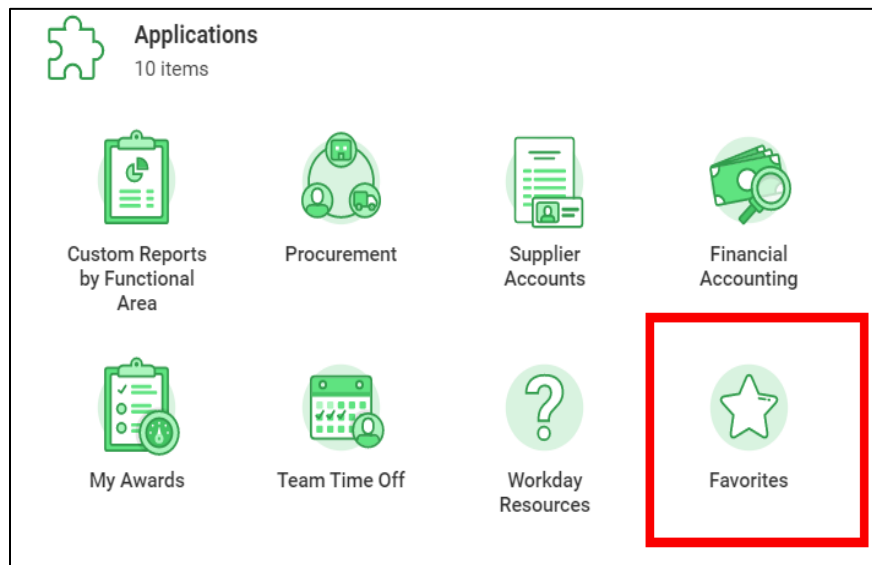 Applications
10 items
Custom Reports
by Functional
Area
Procurement
Supplier
Accounts
Financial
Accounting
My Awards
Team Time Off
Workday
Resources
Favorites